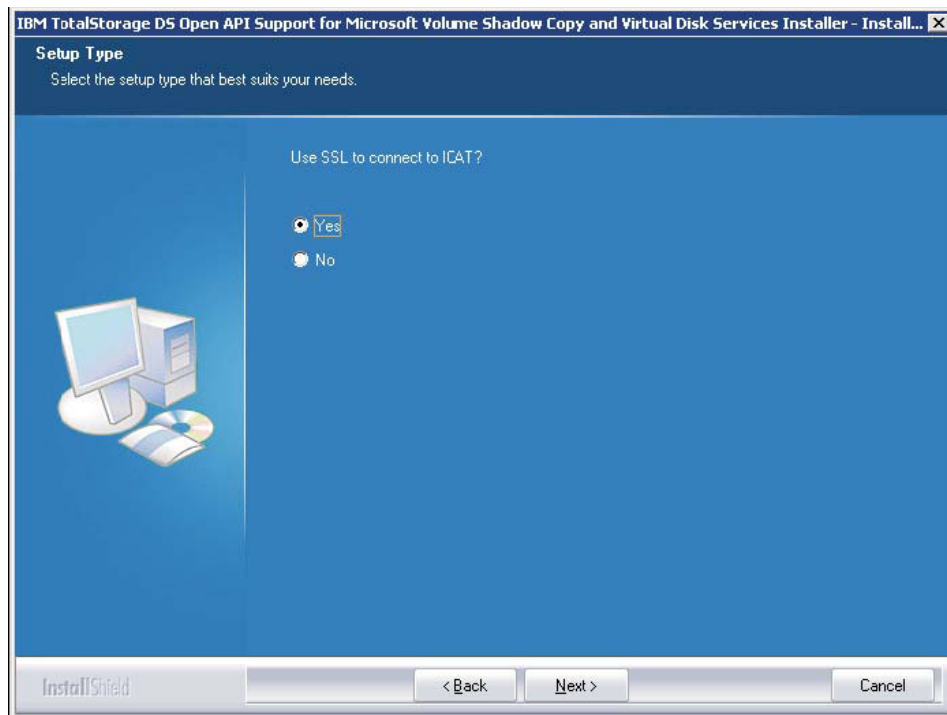 IBM TotalStorage DS Open API Support for Microsoft Volume Shadow Copy and Virtual Disk Services Installer - Install...
Setup Type
Select the setup type that best suits your needs.
Use SSL to connect to ICAT?
Yes
No
InstallShield
< Back
Next >
Cancel